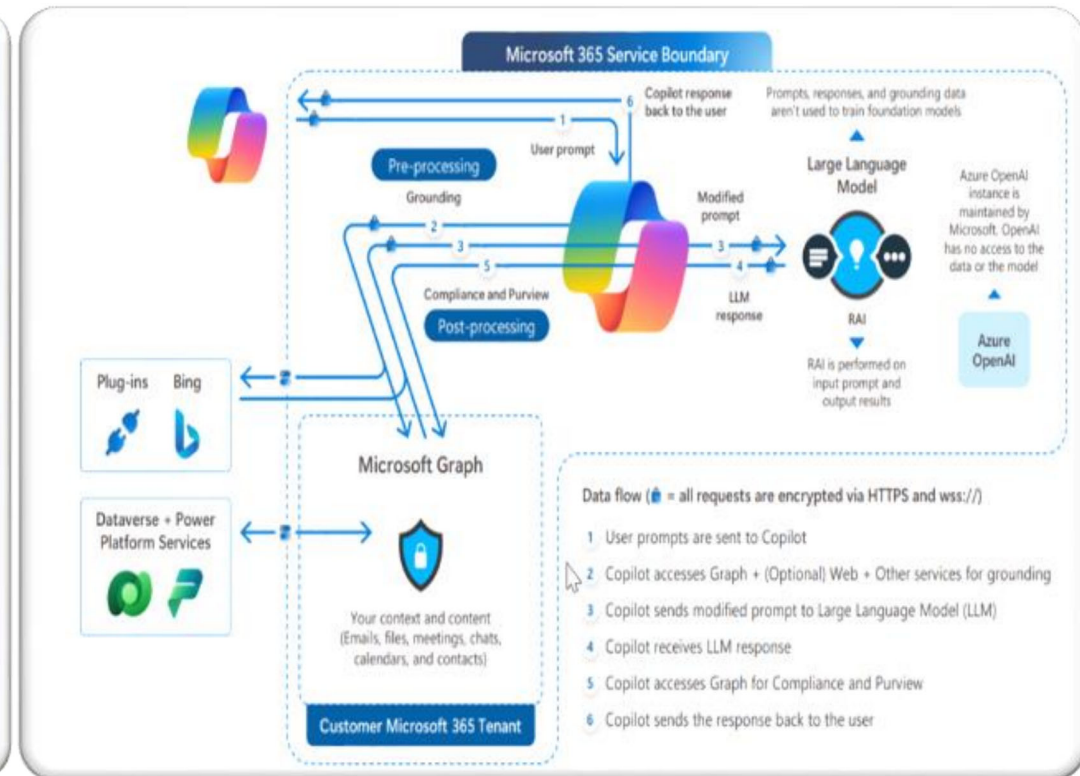 Microsoft 365 Service Boundary
6
Copilot response
back to the user
Prompts, responses, and grounding data
aren't used to train foundation models
1
User prompt
Pre-processing
Grounding
2
3
5
Compliance and Purview
Post-processing
Modified
prompt
3
4
LLM
response
Large Language
Model
RAI
RAI is performed on
input prompt and
output results
Azure OpenAI
instance is
maintained by
Microsoft. OpenAI
has no access to the
data or the model
Azure
OpenAI
Plug-ins Bing
Dataverse + Power
Platform Services
Microsoft Graph
Your context and content
(Emails, files, meetings, chats,
calendars, and contacts)
Customer Microsoft 365 Tenant
Data flow ( = all requests are encrypted via HTTPS and wss://)
1 User prompts are sent to Copilot
2 Copilot accesses Graph + (Optional) Web + Other services for grounding
3 Copilot sends modified prompt to Large Language Model (LLM)
4 Copilot receives LLM response
5 Copilot accesses Graph for Compliance and Purview
6 Copilot sends the response back to the user